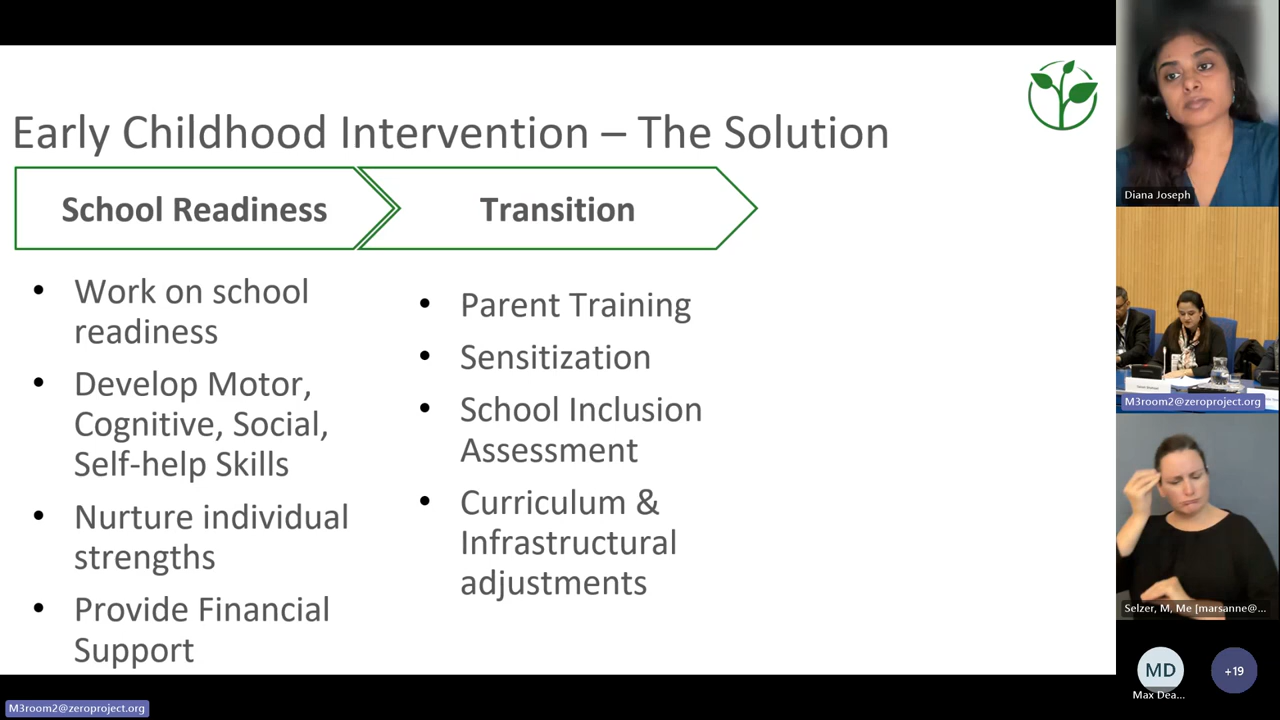 Early Childhood Intervention – The Solution
School Readiness
Transition
• Work on school
readiness
• Develop Motor,
Cognitive, Social,
Self-help Skills
• Nurture individual
strengths
• Provide Financial
Support
• Parent Training
• Sensitization
• School Inclusion
Assessment
• Curriculum &
Infrastructural
adjustments
Diana Joseph
M3room2@zeroproject.org
Selzer, M, Me [marsanne@...
MD
Max Dea...
+19
M3room2@zeroproject.org